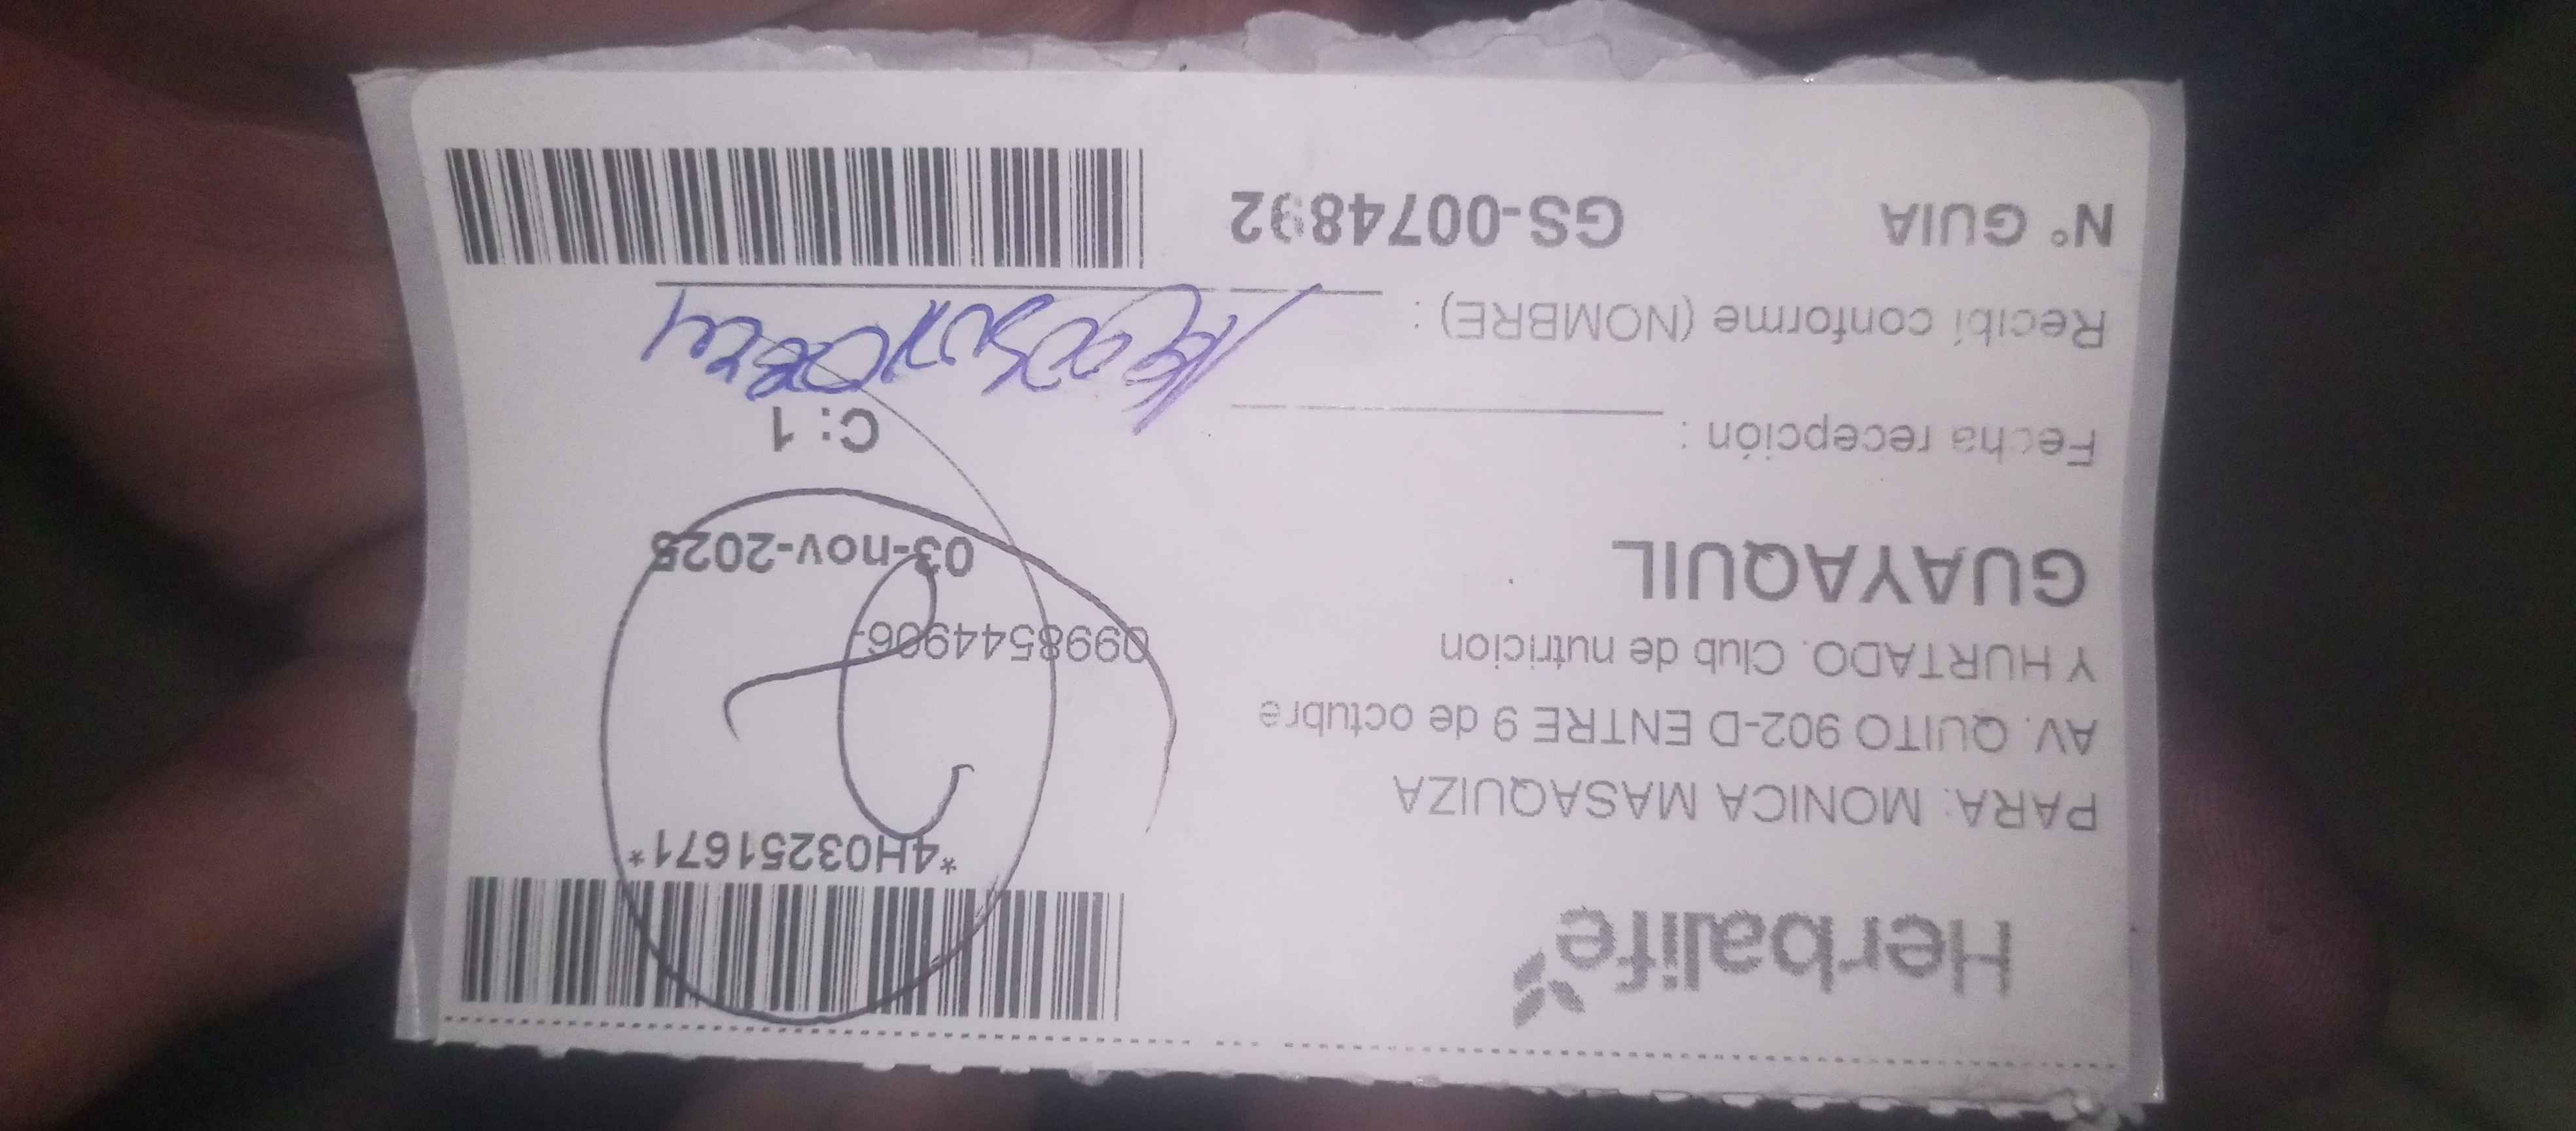 Herbalife
*4H03251671*
PARA: MONICA MASAQUIZA
AV. QUITO 902-D ENTRE 9 de octubre
Y HURTADO. Club de nutricion
0998544906-
GUAYAQUIL
03-nov-2025
Fecha recepción :
C: 1
Recibí conforme (NOMBRE) :
N° GUIA GS-0074892